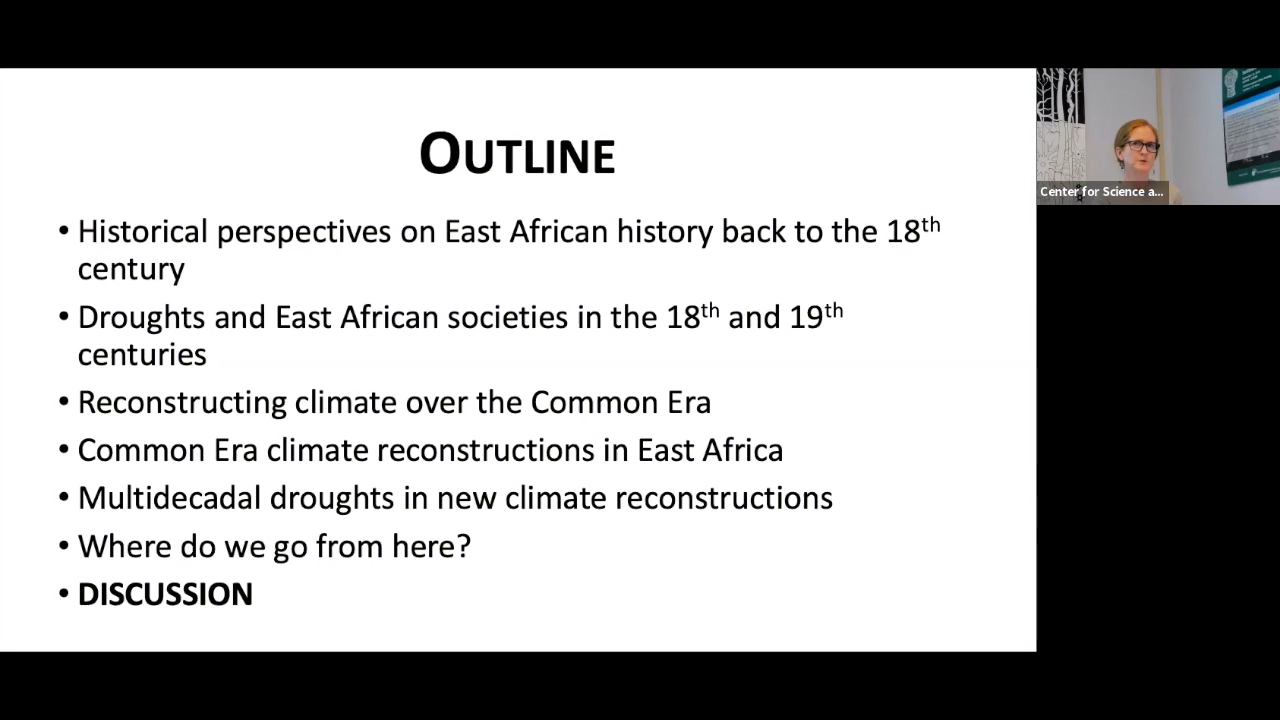 OUTLINE
• Historical perspectives on East African history back to the 18th
century
• Droughts and East African societies in the 18th and 19th
centuries
• Reconstructing climate over the Common Era
• Common Era climate reconstructions in East Africa
• Multidecadal droughts in new climate reconstructions
• Where do we go from here?
• DISCUSSION
Center for Science a...